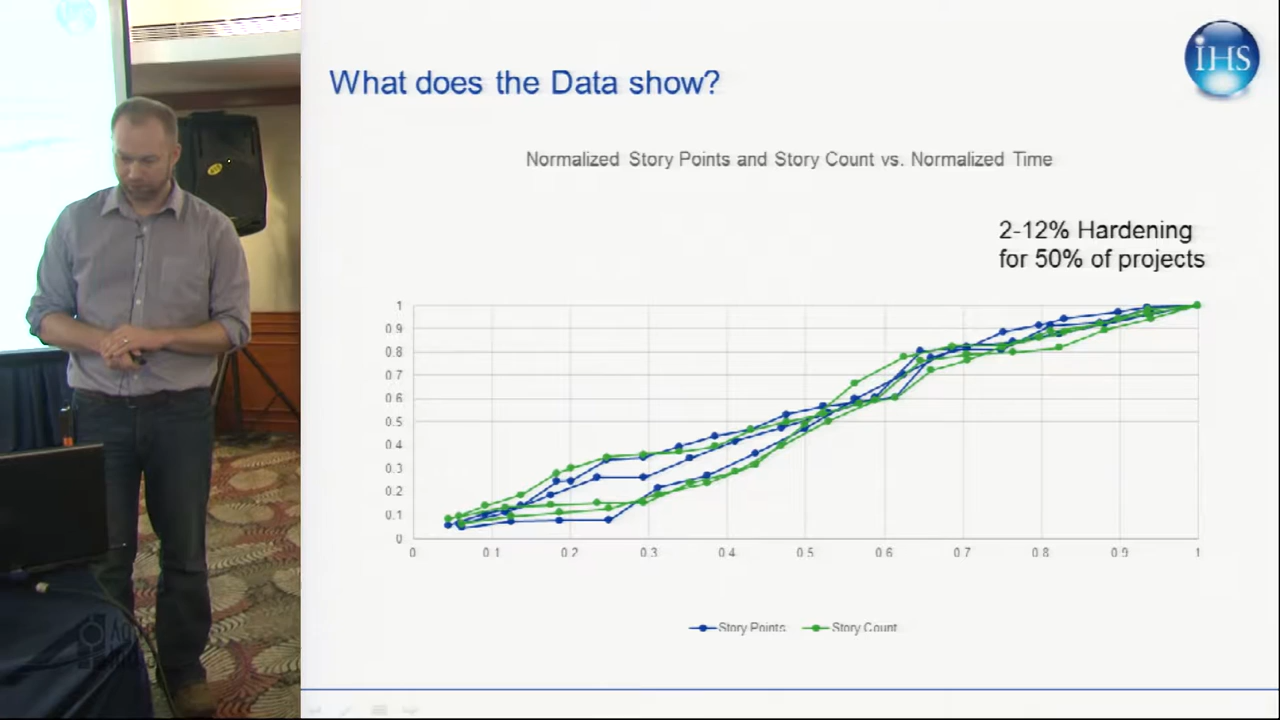 What does the Data show?
IHS
Normalized Story Points and Story Count vs. Normalized Time
2-12% Hardening
for 50% of projects
1
0.9
0.8
0.7
0.6
0.5
0.4
0.3
0.2
0.1
0
0 0.1 0.2 0.3 0.4 0.5 0.6 0.7 0.8 0.9 1
Story Points Story Count